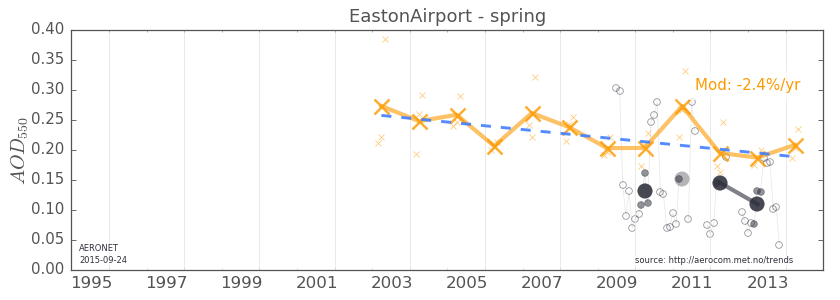 EastonAirport - spring
0.40
0.35
0.30
0.25
0.20
0.15
0.10
0.05
0.00
AOD550
Mod: -2.4%/yr
AERONET
2015-09-24
source: http://aerocom.met.no/trends
1995 1997 1999 2001 2003 2005 2007 2009 2011 2013